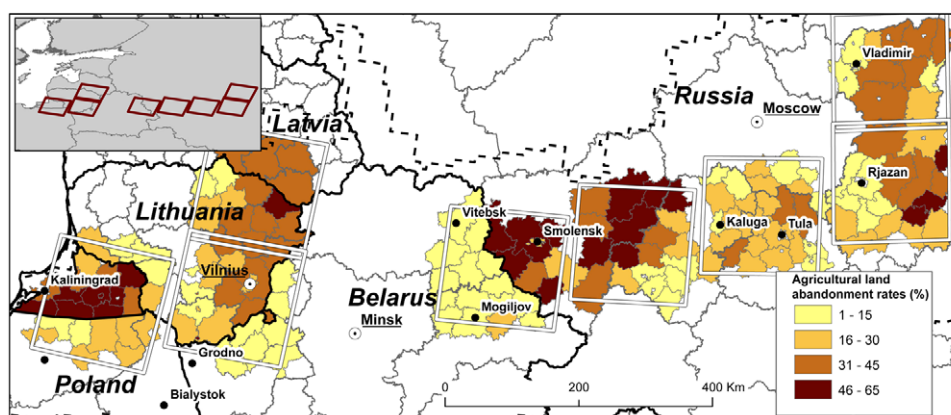 Vladimir
Russia
Moscow
Latvia
Rjazan
Lithuania
Vitebsk
Smolensk
Kaluga
Tula
Kaliningrad
Vilnius
Belarus
Mogiljov
Minsk
Grodno
Poland
Bialystok
Agricultural land
abandonment rates (%)
1 - 15
16 - 30
31 - 45
46 - 65
0 200 400 Km